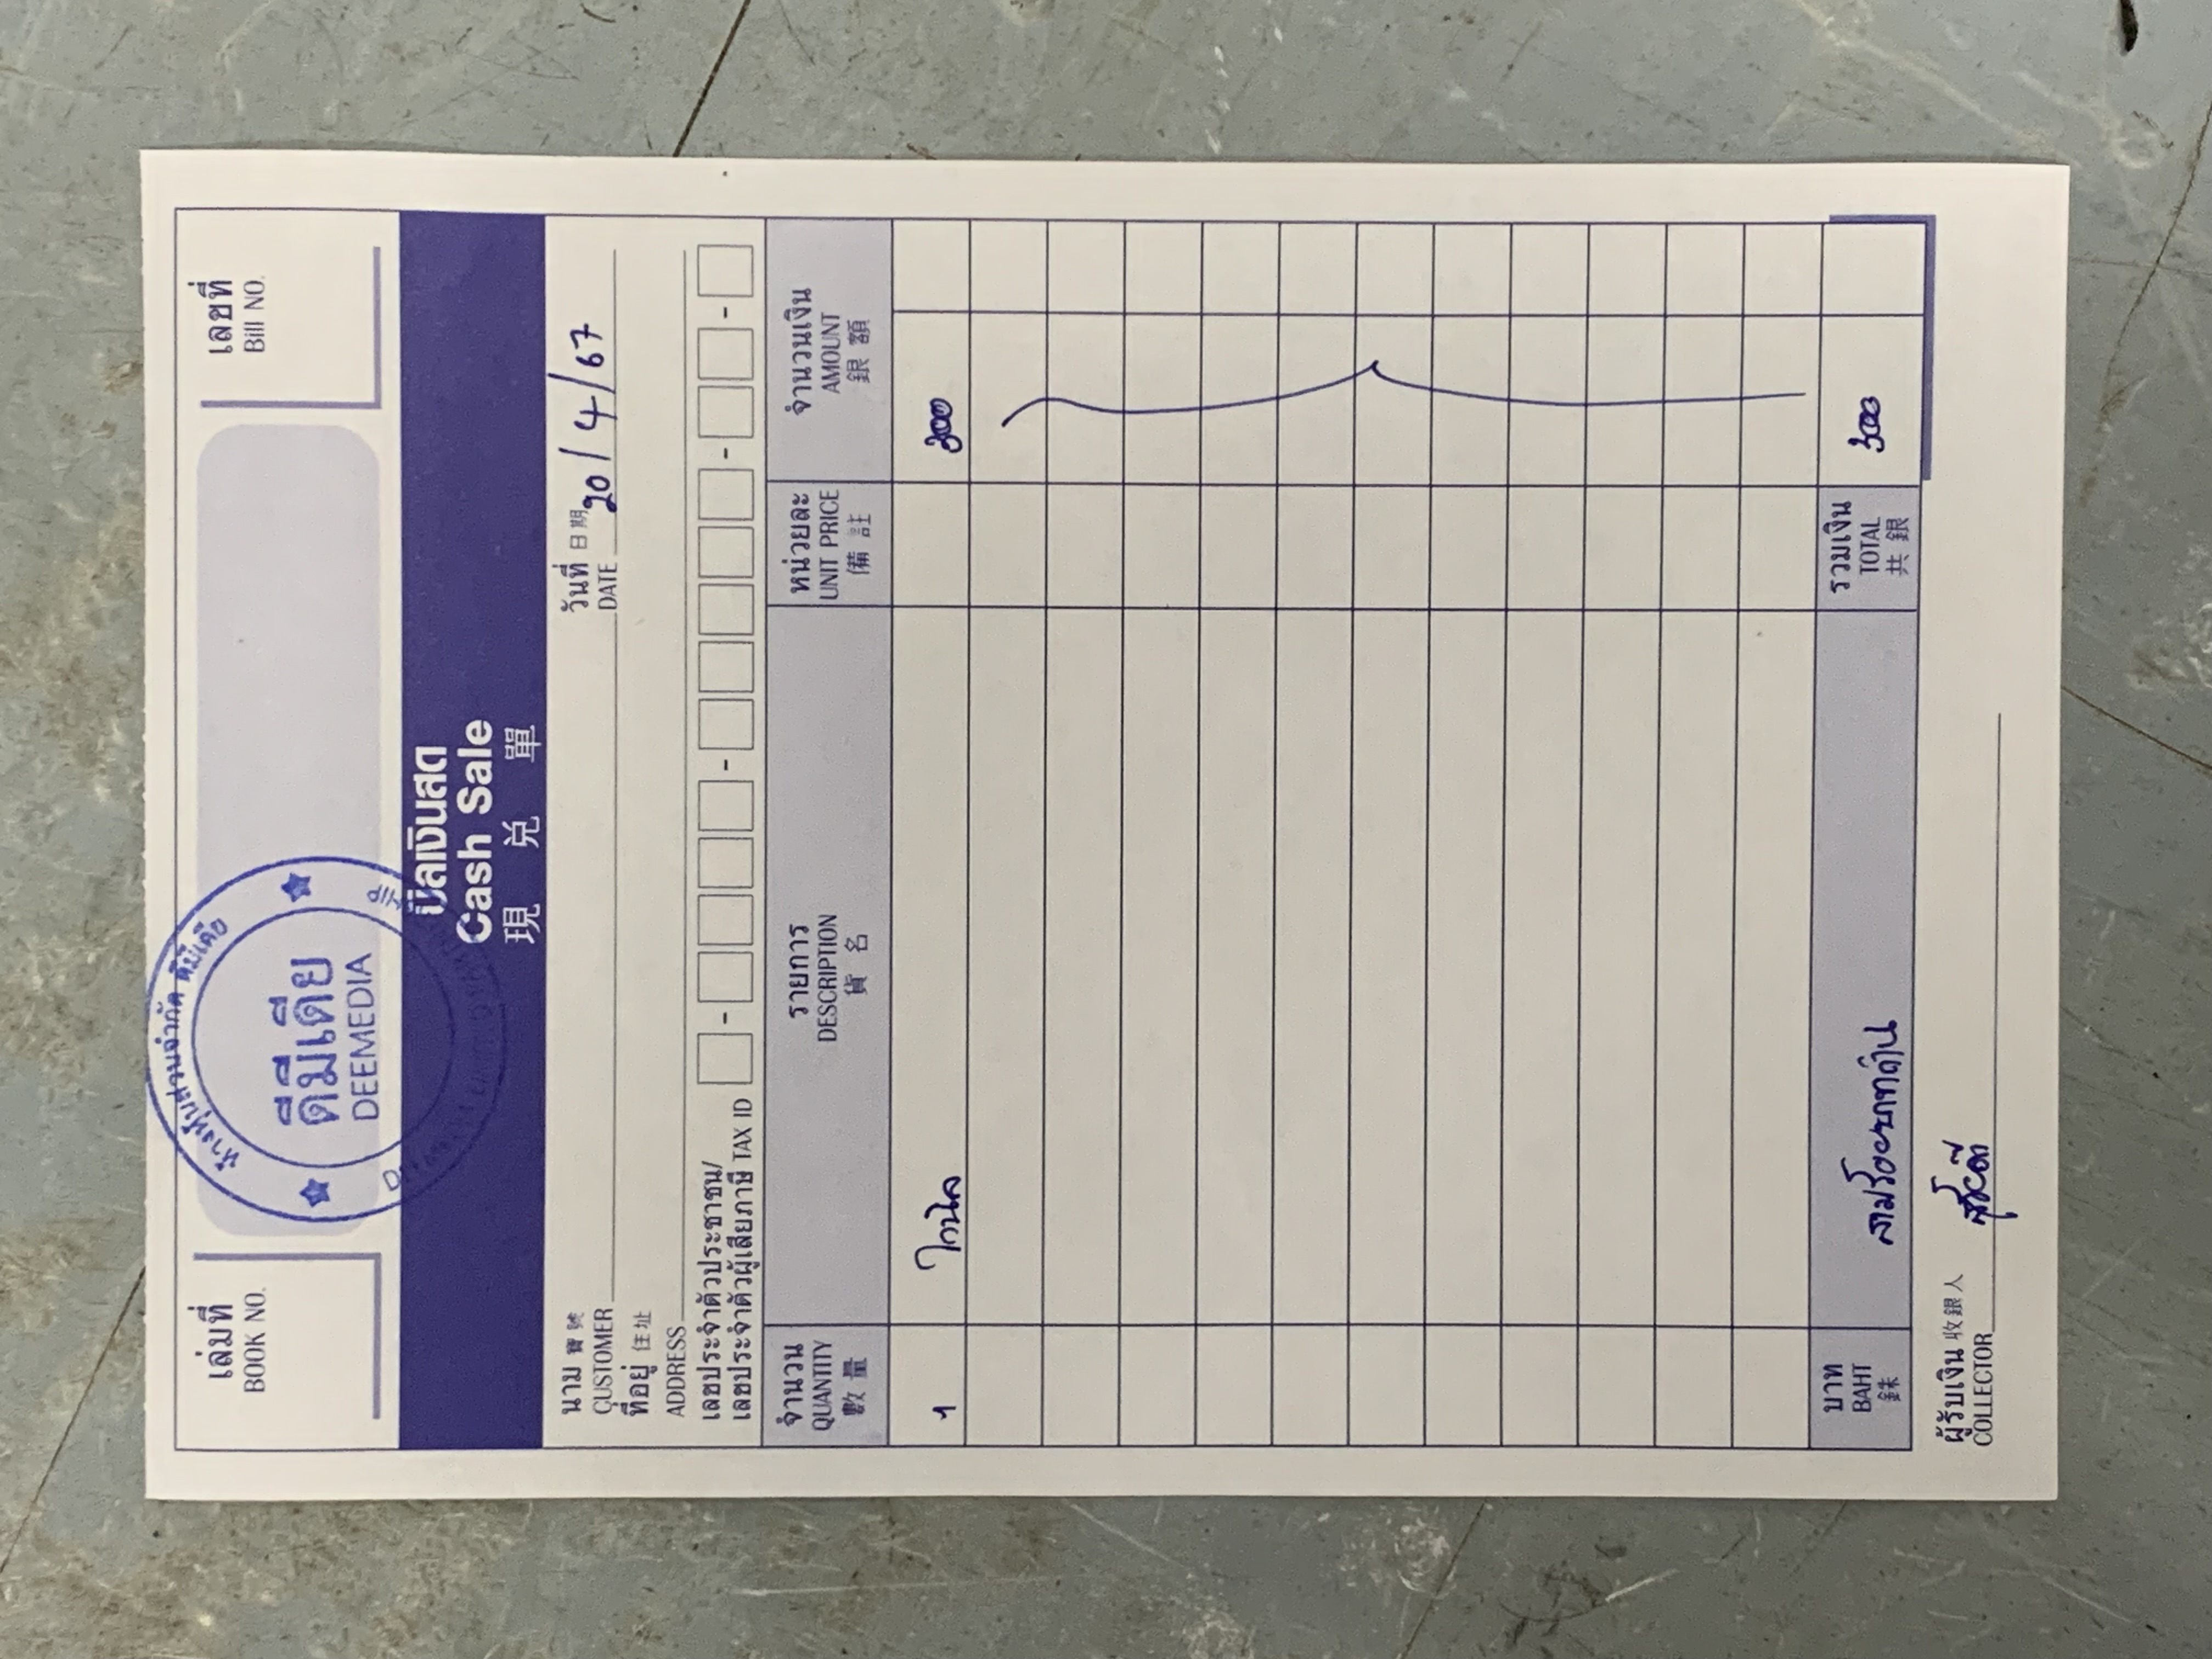 ห้างหุ้นส่วนจำกัด ดีมีเดีย
ดีมีเดีย
DEEMEDIA
DEEMEDIA LIMITED PARTNERSHIP
เล่มที่
BOOK NO.
เลขที่
Bill NO.
บิลเงินสด
Cash Sale
現 兑 單
นาม 寶號
CUSTOMER
วันที่ 日期 20/4/67
DATE
ที่อยู่ 住址
ADDRESS
เลขประจำตัวประชาชน/
เลขประจำตัวผู้เสียภาษี TAX ID
จำนวน รายการ หน่วยละ จำนวนเงิน
QUANTITY DESCRIPTION UNIT PRICE AMOUNT
數量 貨名 備註 銀額
1 ไวนิล 300
บาท รวมเงิน
BAHT สามร้อยบาทถ้วน TOTAL 300
銖 共銀
ผู้รับเงิน 收銀人
COLLECTOR